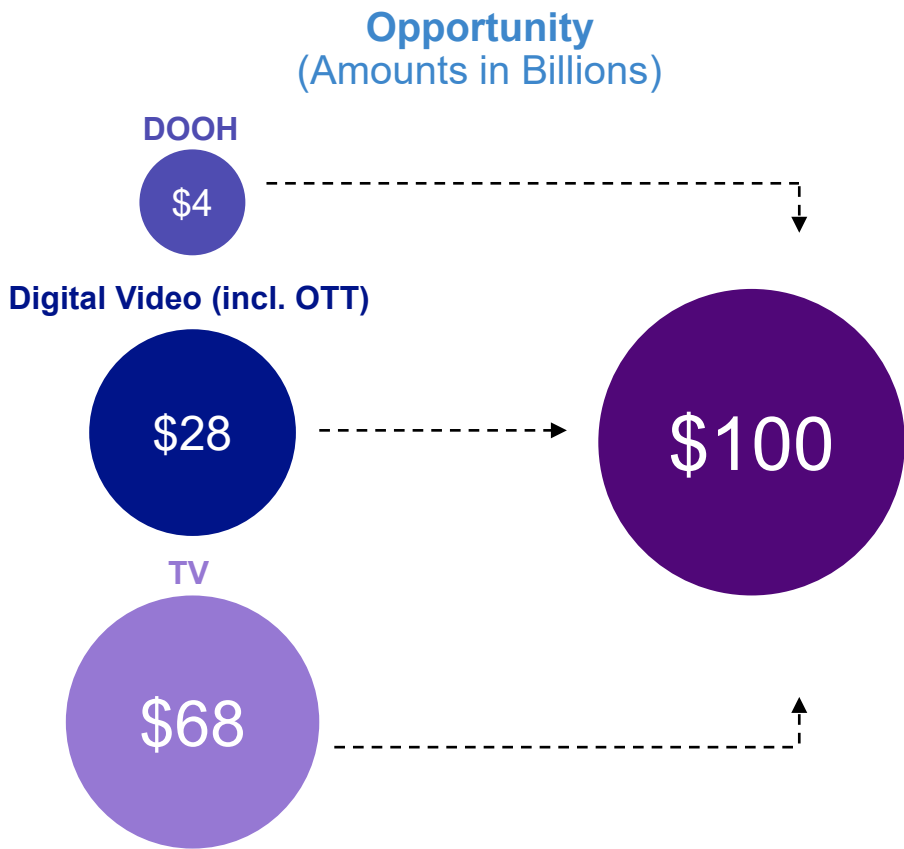 Opportunity
(Amounts in Billions)
DOOH
$4
Digital Video (incl. OTT)
$28
$100
TV
$68